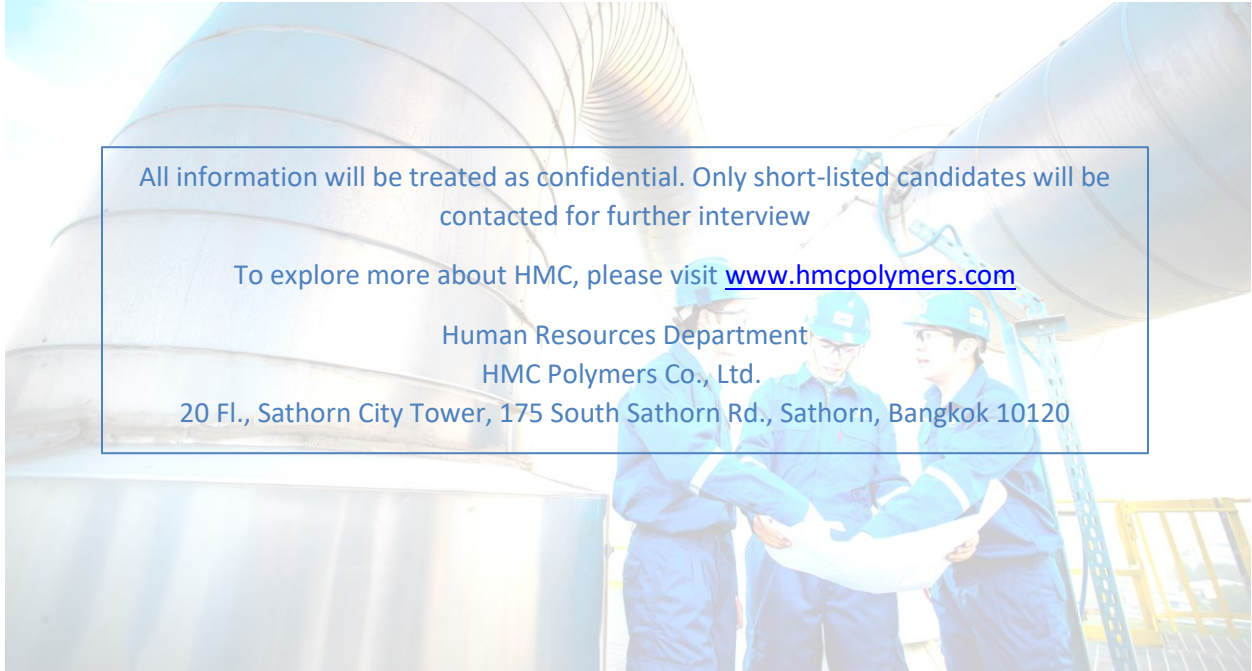 All information will be treated as confidential. Only short-listed candidates will be
contacted for further interview
To explore more about HMC, please visit www.hmcpolymers.com
Human Resources Department
HMC Polymers Co., Ltd.
20 Fl., Sathorn City Tower, 175 South Sathorn Rd., Sathorn, Bangkok 10120